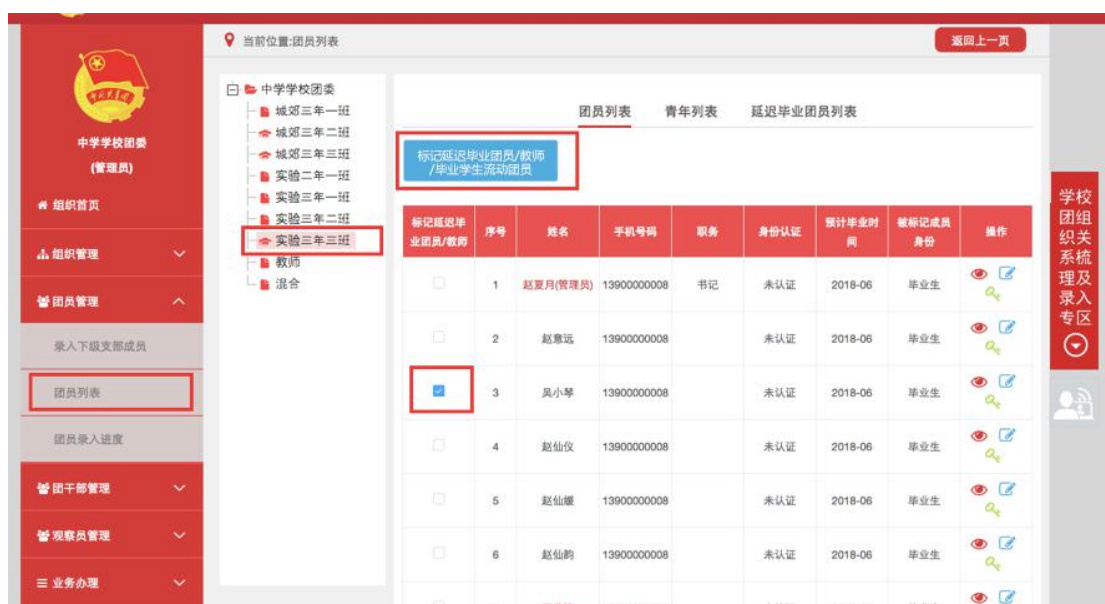 当前位置:团员列表
返回上一页
中学学校团委
(管理员)
组织首页
组织管理
团员管理
录入下级支部成员
团员列表
团员录入进度
团干部管理
观察员管理
业务办理
中学学校团委
城郊三年一班
城郊三年二班
城郊三年三班
实验二年一班
实验三年一班
实验三年二班
实验三年三班
教师
混合
团员列表 青年列表 延迟毕业团员列表
标记延迟毕业团员/教师
/毕业学生流动团员
标记延迟毕业团员/教师 序号 姓名 手机号码 职务 身份认证 预计毕业时间 被标记成员身份 操作
1 赵夏月(管理员) 13900000008 书记 未认证 2018-06 毕业生
2 赵意远 13900000008 未认证 2018-06 毕业生
3 吴小琴 13900000008 未认证 2018-06 毕业生
4 赵仙仪 13900000008 未认证 2018-06 毕业生
5 赵仙媛 13900000008 未认证 2018-06 毕业生
6 赵仙韵 13900000008 未认证 2018-06 毕业生
学校
团组
织关
系梳
理及
录入
专区